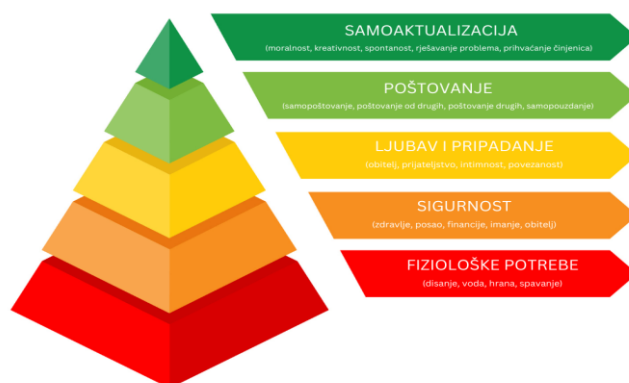 SAMOAKTUALIZACIJA
(moralnost, kreativnost, spontanost, rješavanje problema, prihvaćanje činjenica)
POŠTOVANJE
(samopoštovanje, poštovanje od drugih, poštovanje drugih, samopouzdanje)
LJUBAV I PRIPADANJE
(obitelj, prijateljstvo, intimnost, povezanost)
SIGURNOST
(zdravlje, posao, financije, imanje, obitelj)
FIZIOLOŠKE POTREBE
(disanje, voda, hrana, spavanje)